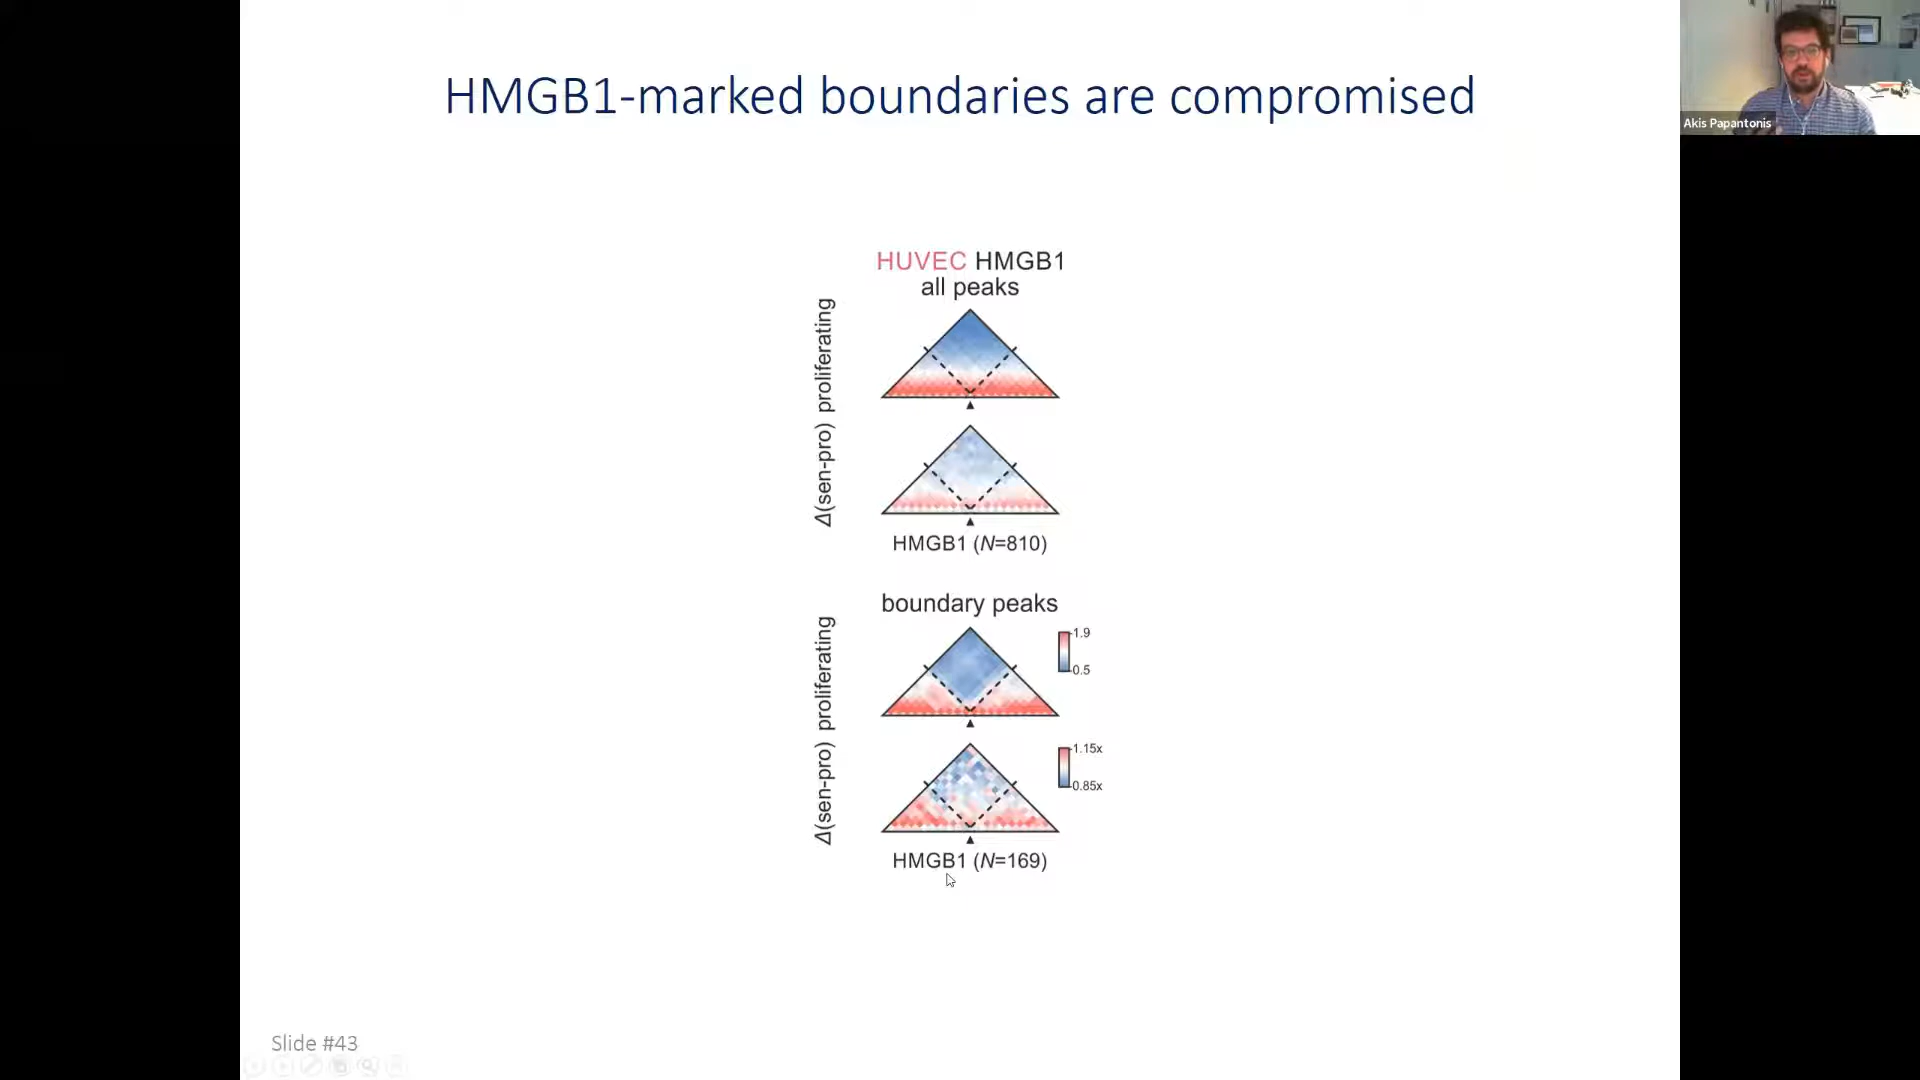 HMGB1-marked boundaries are compromised
Akis Papantonis
HUVEC HMGB1
all peaks
proliferating
Δ(sen-pro)
HMGB1 (N=810)
boundary peaks
proliferating
1.9
0.5
Δ(sen-pro)
1.15x
0.85x
HMGB1 (N=169)
Slide #43